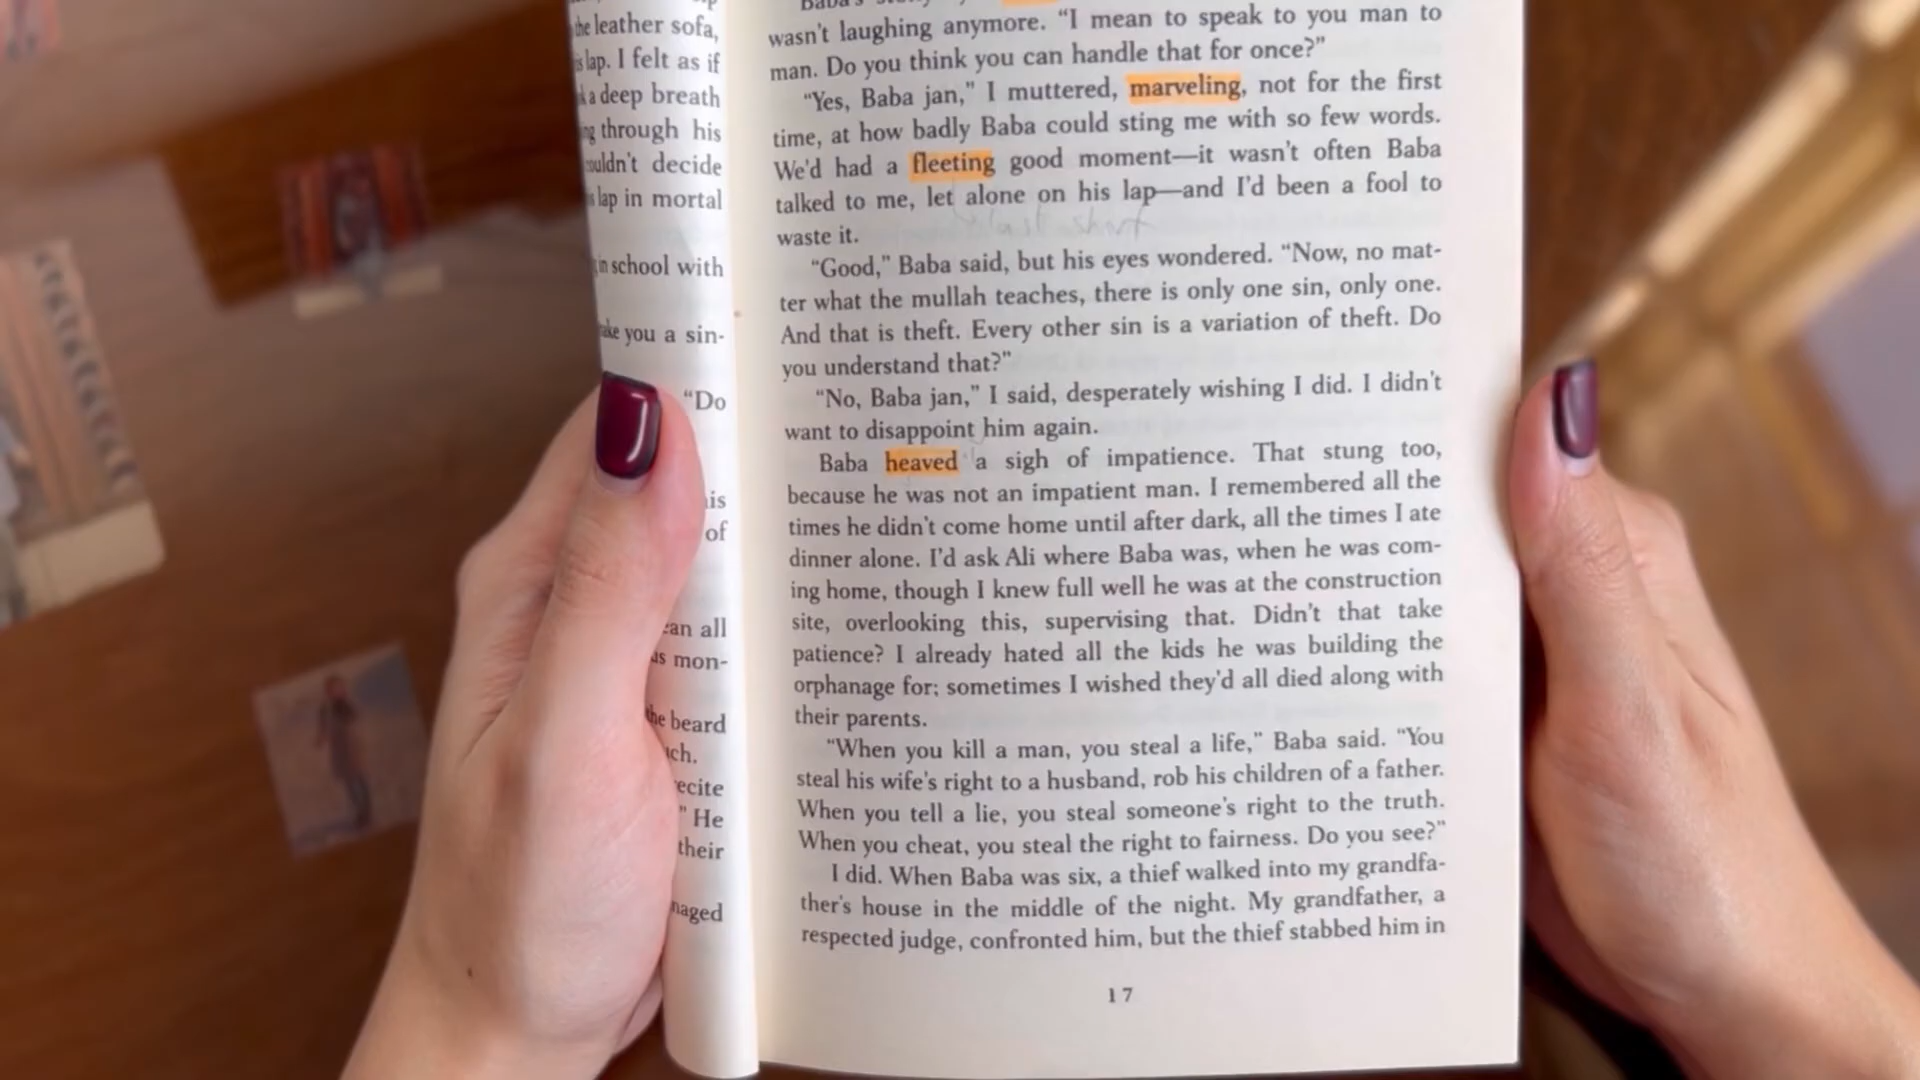 the leather sofa,
lap. I felt as if
a deep breath
through his
couldn't decide
lap in mortal
in school with
you a sin-
"Do
is
of
all
mon-
the beard
" He
their
Baba's
wasn't laughing anymore. "I mean to speak to you man to
man. Do you think you can handle that for once?"
"Yes, Baba jan," I muttered, marveling, not for the first
time, at how badly Baba could sting me with so few words.
We'd had a fleeting good moment—it wasn't often Baba
talked to me, let alone on his lap—and I'd been a fool to
waste it.
"Good," Baba said, but his eyes wondered. "Now, no mat-
ter what the mullah teaches, there is only one sin, only one.
And that is theft. Every other sin is a variation of theft. Do
you understand that?"
"No, Baba jan," I said, desperately wishing I did. I didn't
want to disappoint him again.
Baba heaved a sigh of impatience. That stung too,
because he was not an impatient man. I remembered all the
times he didn't come home until after dark, all the times I ate
dinner alone. I'd ask Ali where Baba was, when he was com-
ing home, though I knew full well he was at the construction
site, overlooking this, supervising that. Didn't that take
patience? I already hated all the kids he was building the
orphanage for; sometimes I wished they'd all died along with
their parents.
"When you kill a man, you steal a life," Baba said. "You
steal his wife's right to a husband, rob his children of a father.
When you tell a lie, you steal someone's right to the truth.
When you cheat, you steal the right to fairness. Do you see?"
I did. When Baba was six, a thief walked into my grandfa-
ther's house in the middle of the night. My grandfather, a
respected judge, confronted him, but the thief stabbed him in
17